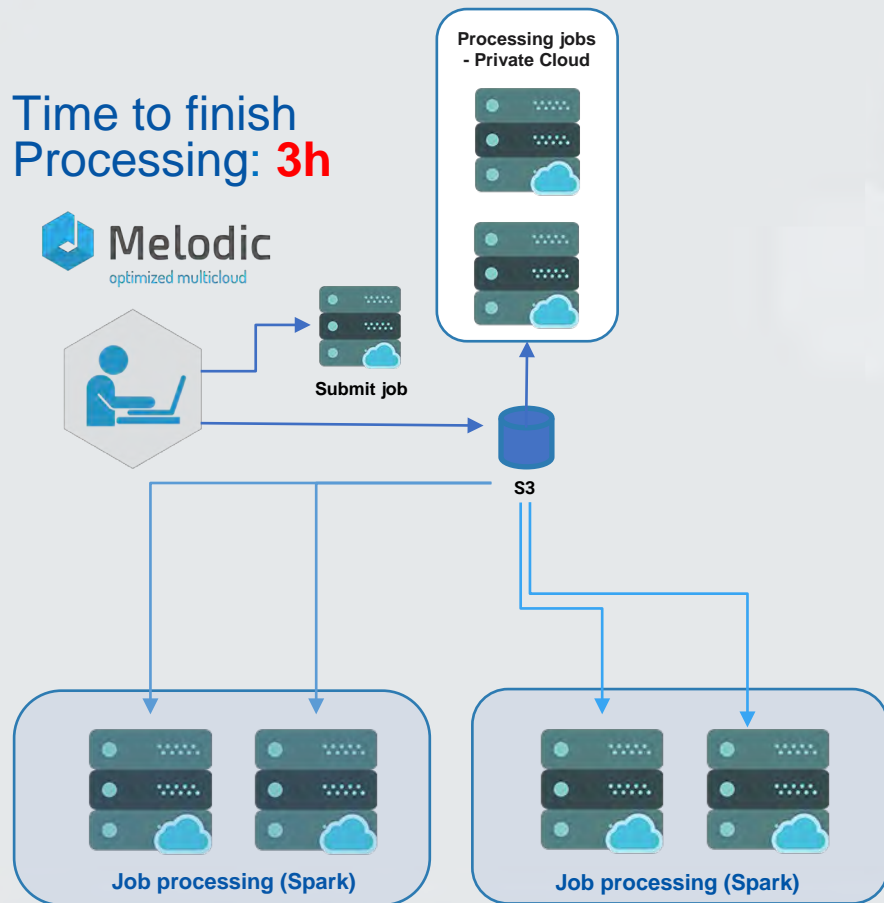 Processing jobs
- Private Cloud
Time to finish
Processing: 3h
Melodic
optimized multicloud
Submit job
S3
Job processing (Spark)
Job processing (Spark)